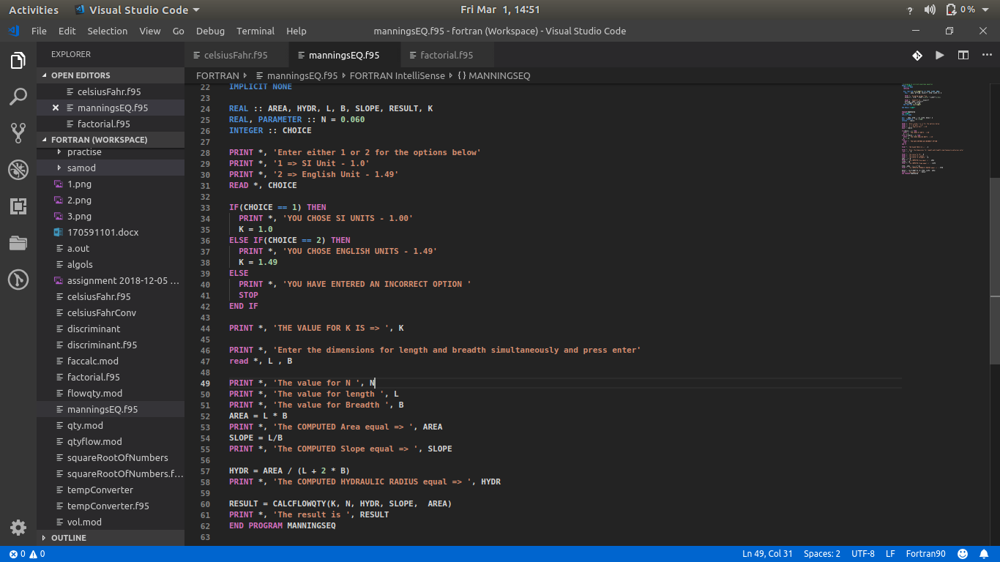 Activities Visual Studio Code Fri Mar 1, 14:51 ? 0 %
File Edit Selection View Go Debug Terminal Help manningsEQ.f95 - fortran (Workspace) - Visual Studio Code
EXPLORER
OPEN EDITORS
celsiusFahr.f95
manningsEQ.f95
factorial.f95
FORTRAN (WORKSPACE)
practise
samod
1.png
2.png
3.png
170591101.docx
a.out
algols
assignment 2018-12-05 ...
celsiusFahr.f95
celsiusFahrConv
discriminant
discriminant.f95
faccalc.mod
factorial.f95
flowqty.mod
manningsEQ.f95
qty.mod
qtyflow.mod
squareRootOfNumbers
squareRootOfNumbers.f...
tempConverter
tempConverter.f95
vol.mod
OUTLINE
celsiusFahr.f95 manningsEQ.f95 factorial.f95
FORTRAN manningsEQ.f95 FORTRAN IntelliSense {} MANNINGSEQ
22 IMPLICIT NONE
23
24 REAL :: AREA, HYDR, L, B, SLOPE, RESULT, K
25 REAL, PARAMETER :: N = 0.060
26 INTEGER :: CHOICE
27
28 PRINT *, 'Enter either 1 or 2 for the options below'
29 PRINT *, '1 => SI Unit - 1.0'
30 PRINT *, '2 => English Unit - 1.49'
31 READ *, CHOICE
32
33 IF(CHOICE == 1) THEN
34 PRINT *, 'YOU CHOSE SI UNITS - 1.00'
35 K = 1.0
36 ELSE IF(CHOICE == 2) THEN
37 PRINT *, 'YOU CHOSE ENGLISH UNITS - 1.49'
38 K = 1.49
39 ELSE
40 PRINT *, 'YOU HAVE ENTERED AN INCORRECT OPTION '
41 STOP
42 END IF
43
44 PRINT *, 'THE VALUE FOR K IS => ', K
45
46 PRINT *, 'Enter the dimensions for length and breadth simultaneously and press enter'
47 read *, L , B
48
49 PRINT *, 'The value for N ', N
50 PRINT *, 'The value for length ', L
51 PRINT *, 'The value for Breadth ', B
52 AREA = L * B
53 PRINT *, 'The COMPUTED Area equal => ', AREA
54 SLOPE = L/B
55 PRINT *, 'The COMPUTED Slope equal => ', SLOPE
56
57 HYDR = AREA / (L + 2 * B)
58 PRINT *, 'The COMPUTED HYDRAULIC RADIUS equal => ', HYDR
59
60 RESULT = CALCFLOWQTY(K, N, HYDR, SLOPE,  AREA)
61 PRINT *, 'The result is ', RESULT
62 END PROGRAM MANNINGSEQ
63
0 0 Ln 49, Col 31 Spaces: 2 UTF-8 LF Fortran90